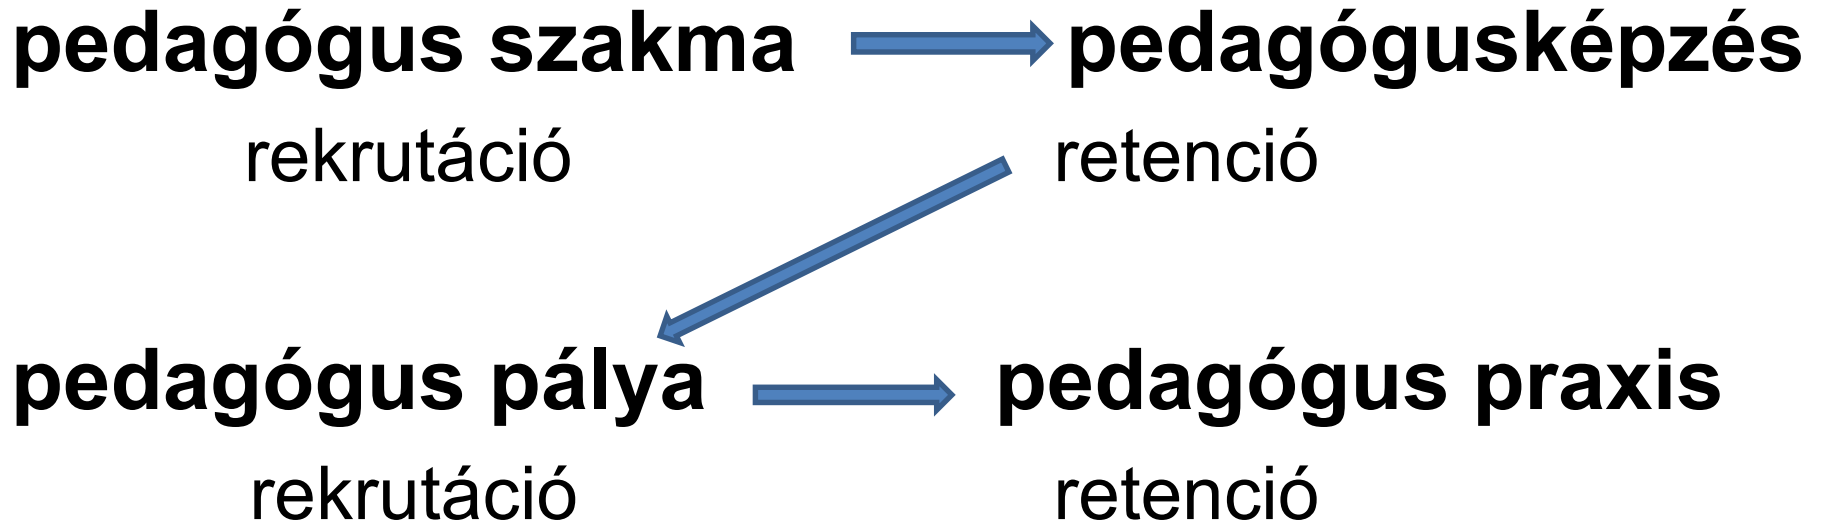 pedagógus szakma pedagógusképzés
rekrutáció retenció
pedagógus pálya pedagógus praxis
rekrutáció retenció